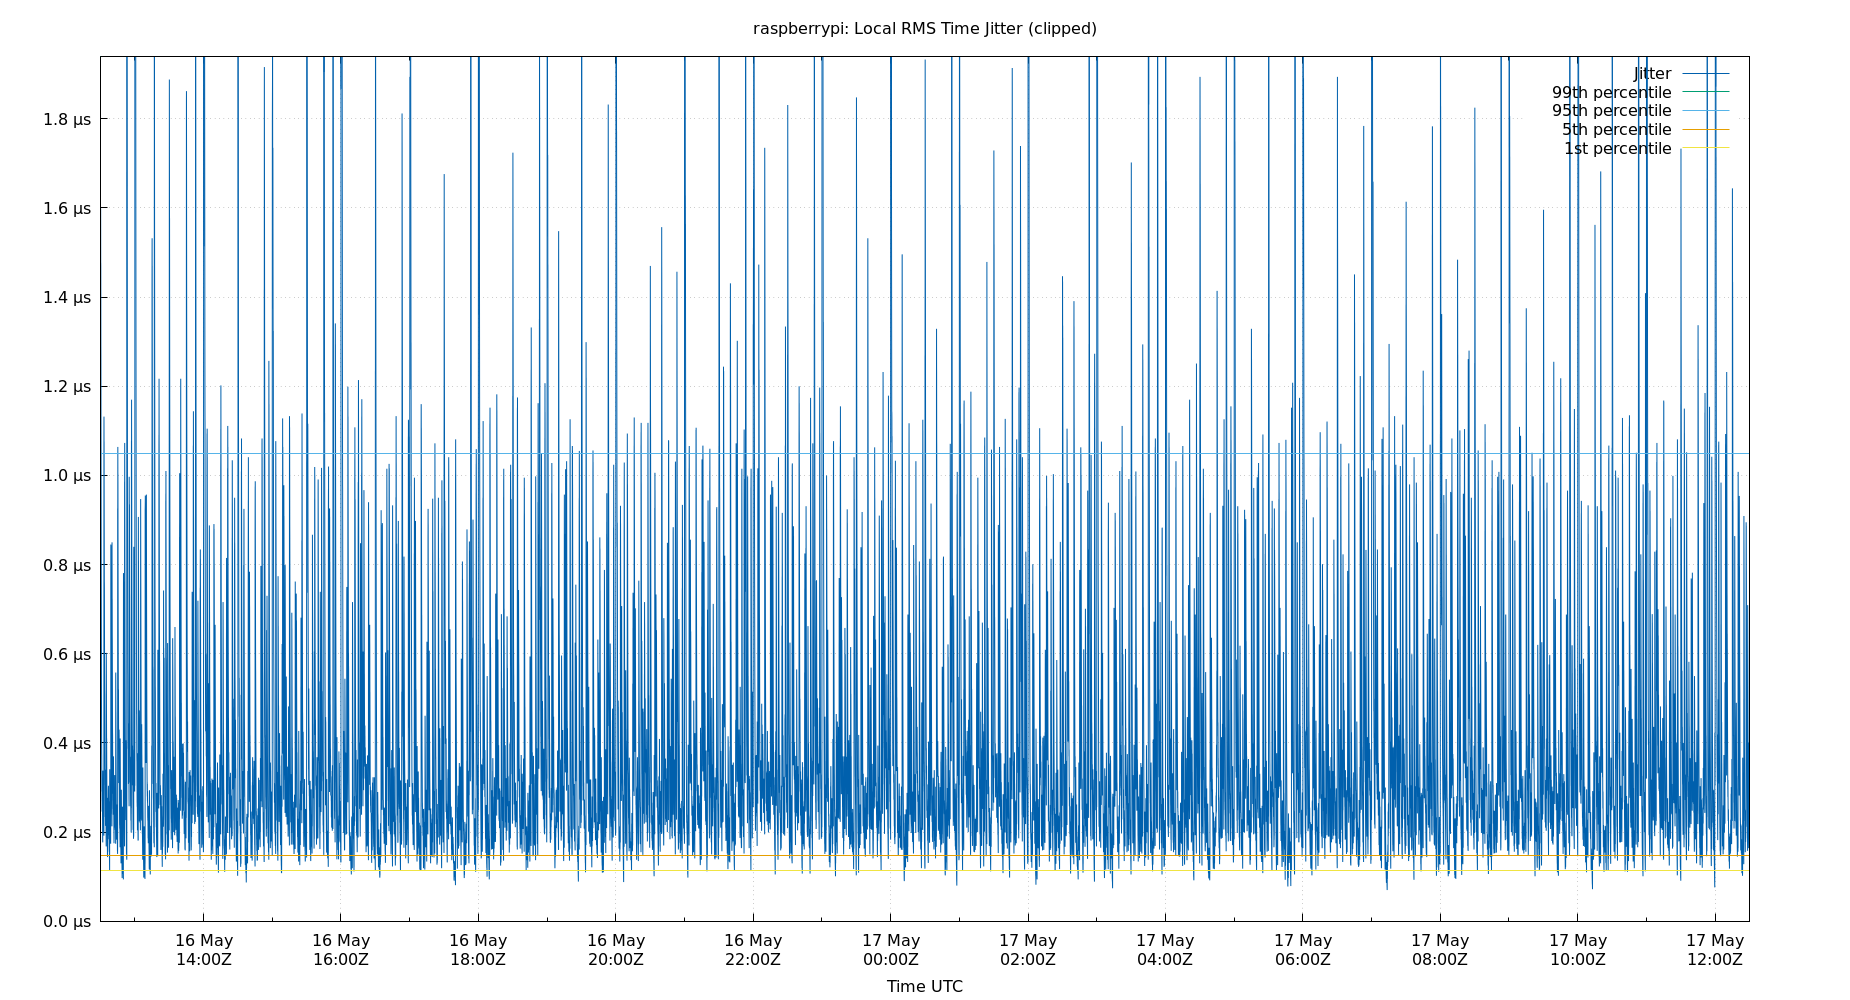 raspberrypi: Local RMS Time Jitter (clipped)
Jitter
99th percentile
95th percentile
5th percentile
1st percentile
1.8 µs
1.6 µs
1.4 µs
1.2 µs
1.0 µs
0.8 µs
0.6 µs
0.4 µs
0.2 µs
0.0 µs
16 May 16 May 16 May 16 May 16 May 17 May 17 May 17 May 17 May 17 May 17 May 17 May
14:00Z 16:00Z 18:00Z 20:00Z 22:00Z 00:00Z 02:00Z 04:00Z 06:00Z 08:00Z 10:00Z 12:00Z
Time UTC